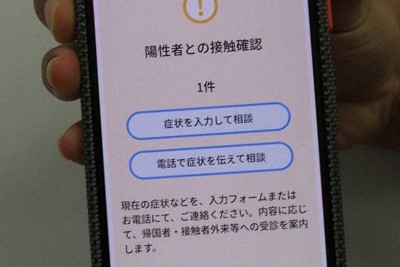 陽性者との接触確認
1件
症状を入力して相談
電話で症状を伝えて相談
現在の症状などを、入力フォームまたは
お電話にて、ご連絡ください。内容に応じ
て、帰国者・接触者外来等への受診を案内
します。